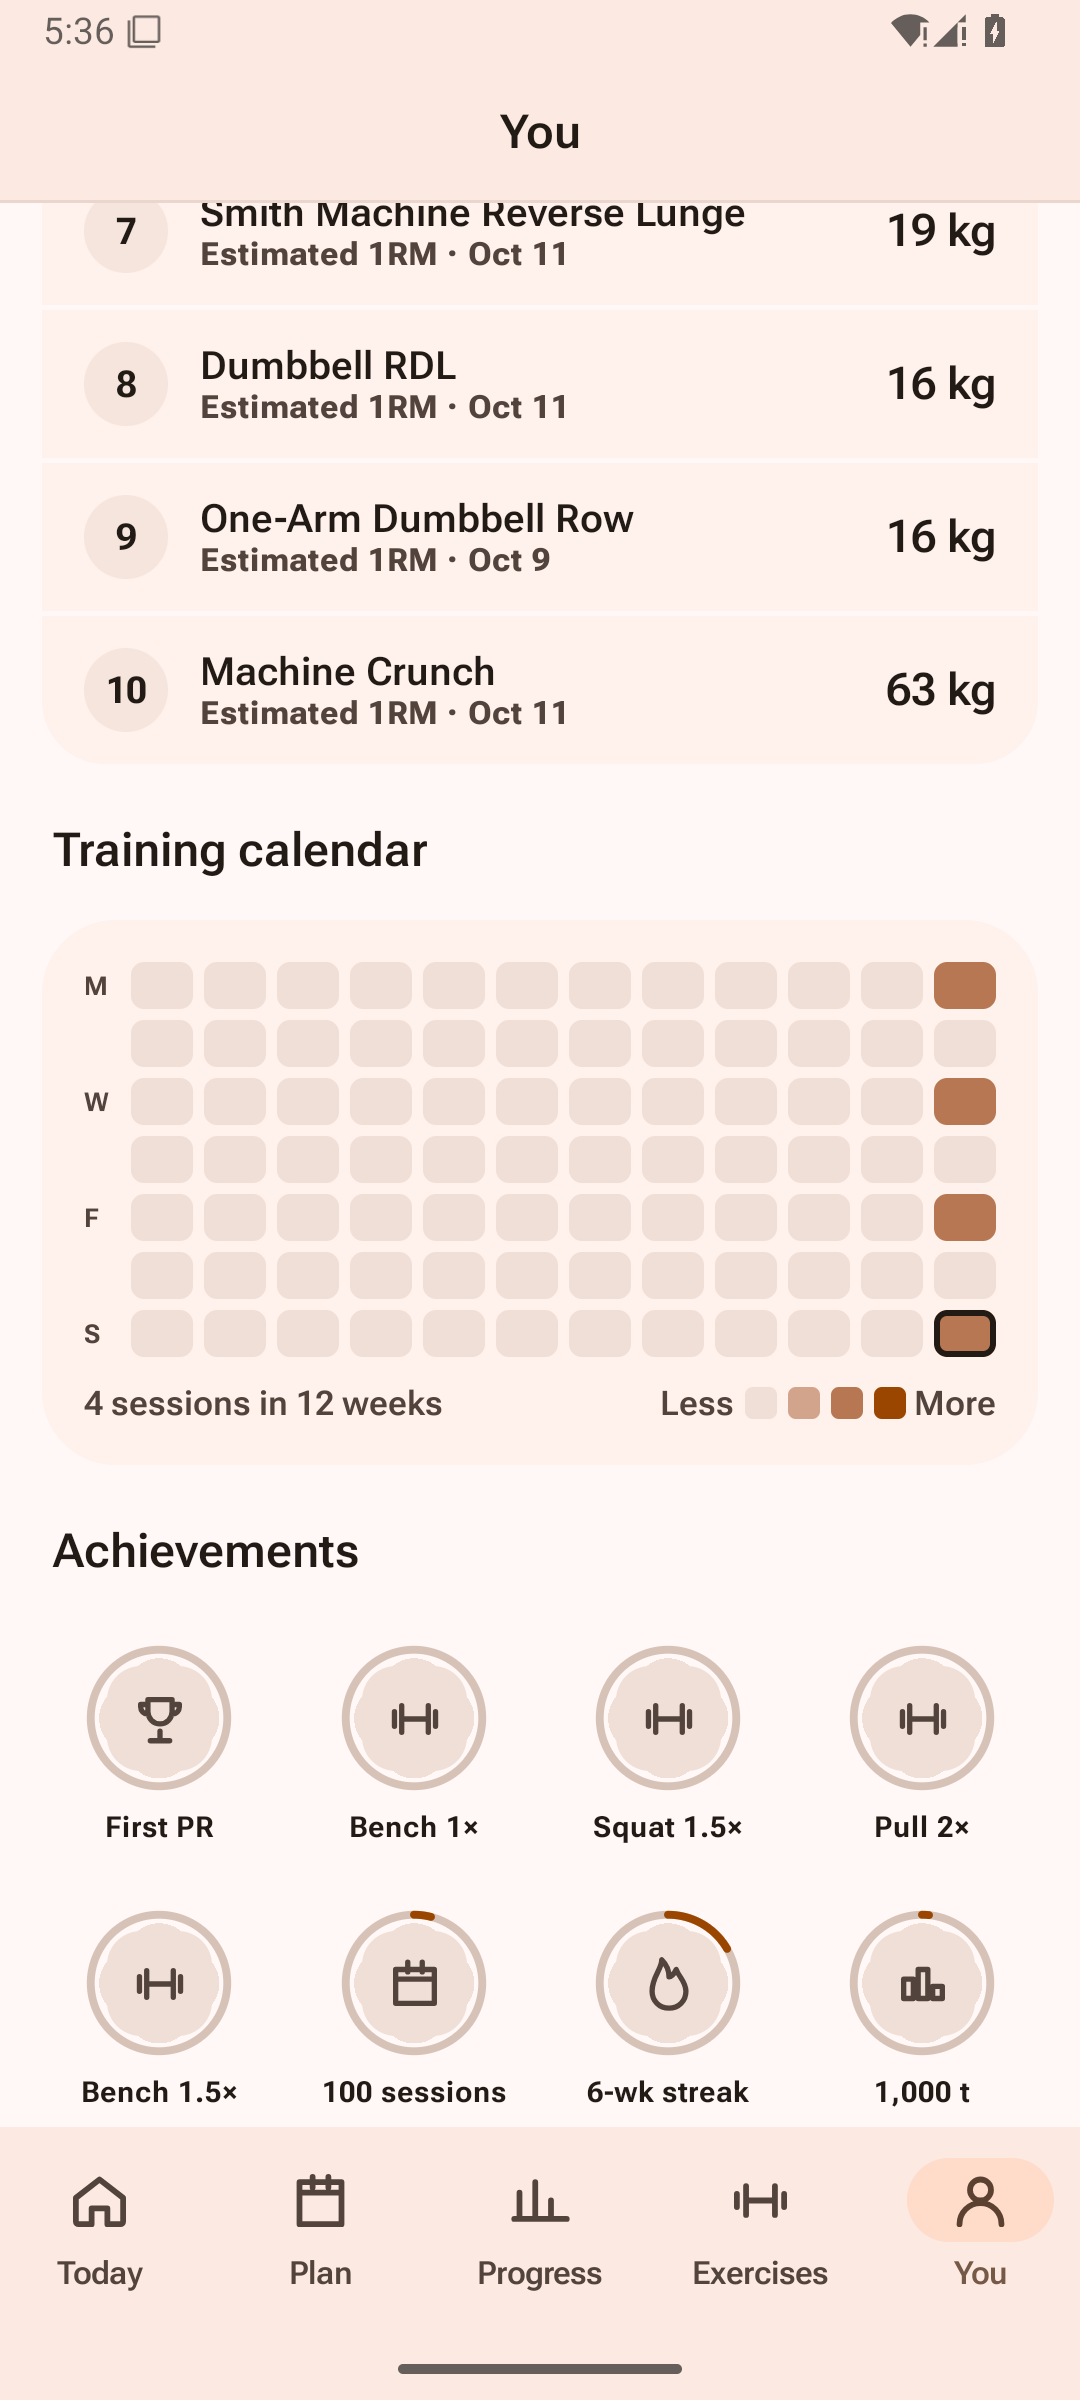 5:36
You
7
Smith Machine Reverse Lunge
Estimated 1RM · Oct 11
19 kg
8
Dumbbell RDL
Estimated 1RM · Oct 11
16 kg
9
One-Arm Dumbbell Row
Estimated 1RM · Oct 9
16 kg
10
Machine Crunch
Estimated 1RM · Oct 11
63 kg
Training calendar
M
W
F
S
4 sessions in 12 weeks
Less More
Achievements
First PR
Bench 1×
Squat 1.5×
Pull 2×
Bench 1.5×
100 sessions
6-wk streak
1,000 t
Today
Plan
Progress
Exercises
You